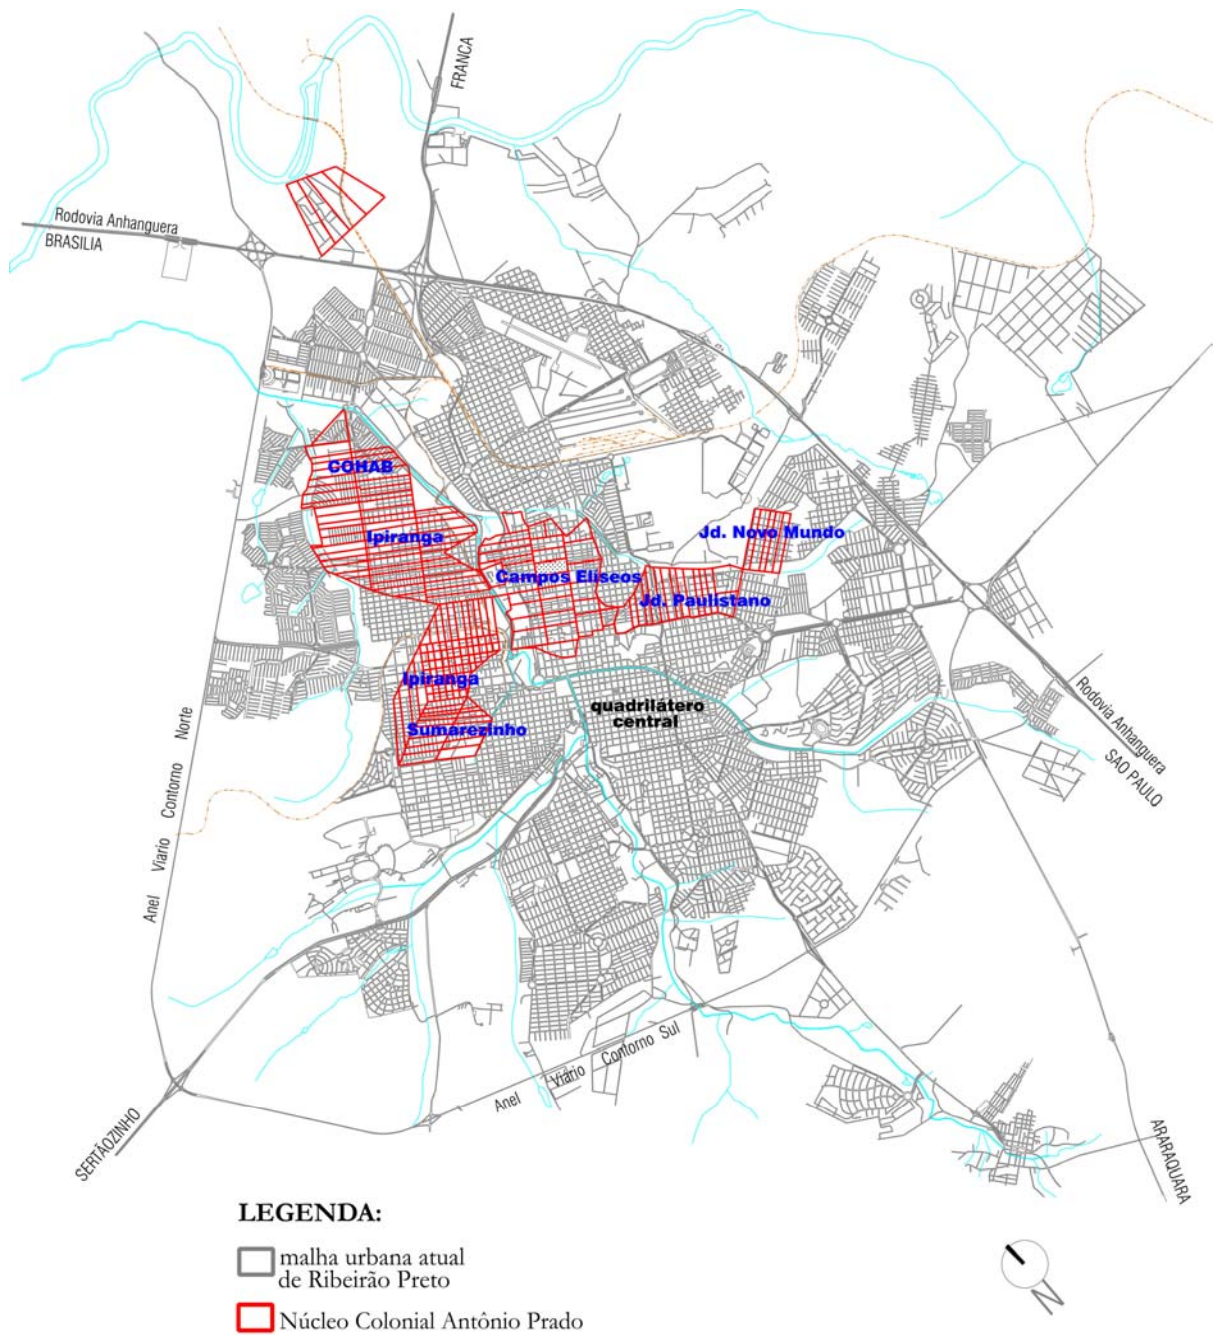 FRANCA
Rodovia Anhanguera
BRASILIA
COHAB
Ipiranga
Jd. Novo Mundo
Campos Eliseos
Jd. Paulistano
Ipiranga
quadrilátero
central
Sumarezinho
Rodovia Anhanguera
SAO PAULO
Anel Viario Contorno Norte
Anel Viário Contorno Sul
SERTÃOZINHO
ARARAQUARA
LEGENDA:
malha urbana atual
de Ribeirão Preto
Núcleo Colonial Antônio Prado
N